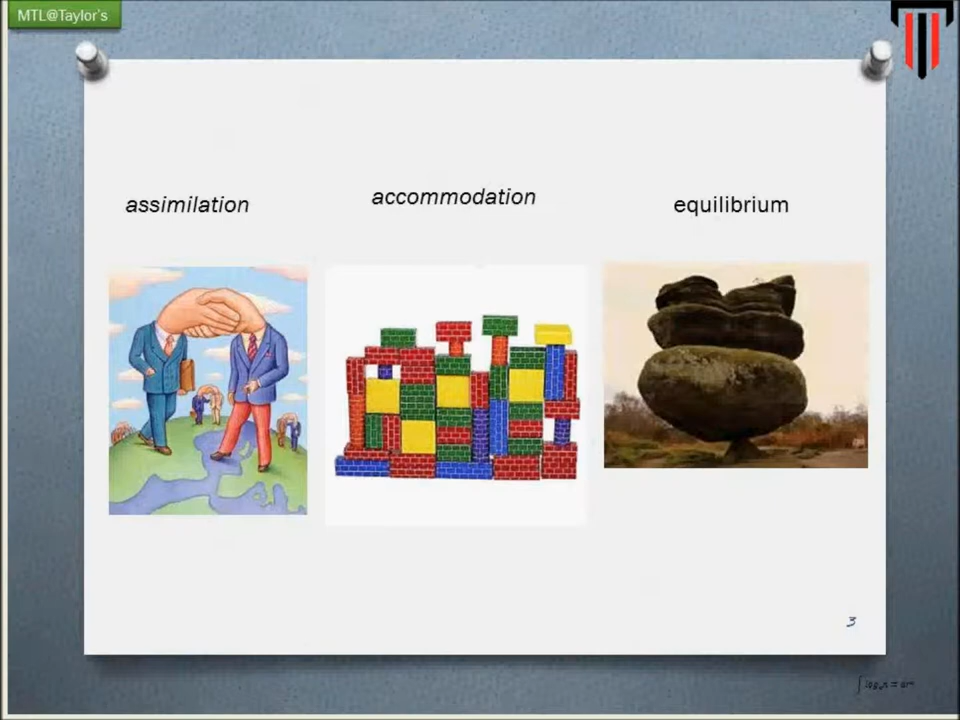 MTL@Taylor's
assimilation
accommodation
equilibrium
3